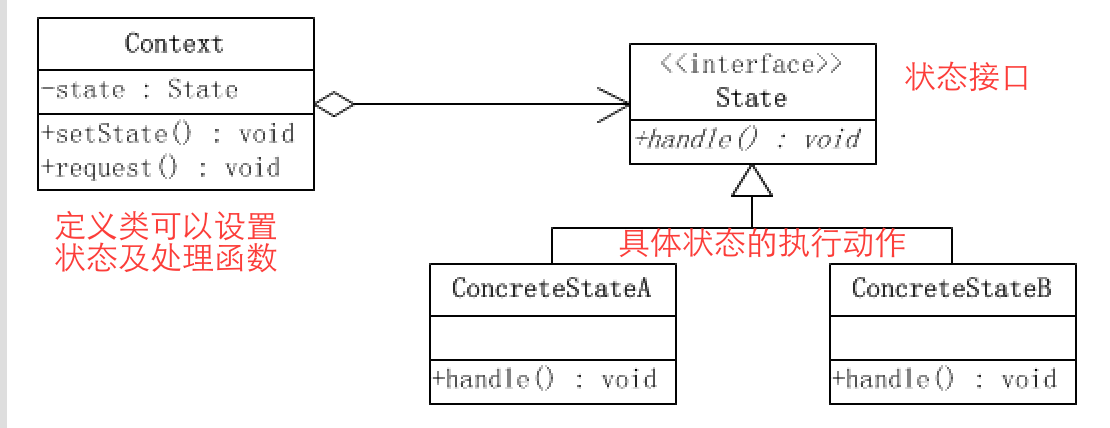 Context
-state : State
+setState() : void
+request() : void
定义类可以设置
状态及处理函数
<<interface>>
State
+handle() : void
状态接口
具体状态的执行动作
ConcreteStateA
+handle() : void
ConcreteStateB
+handle() : void